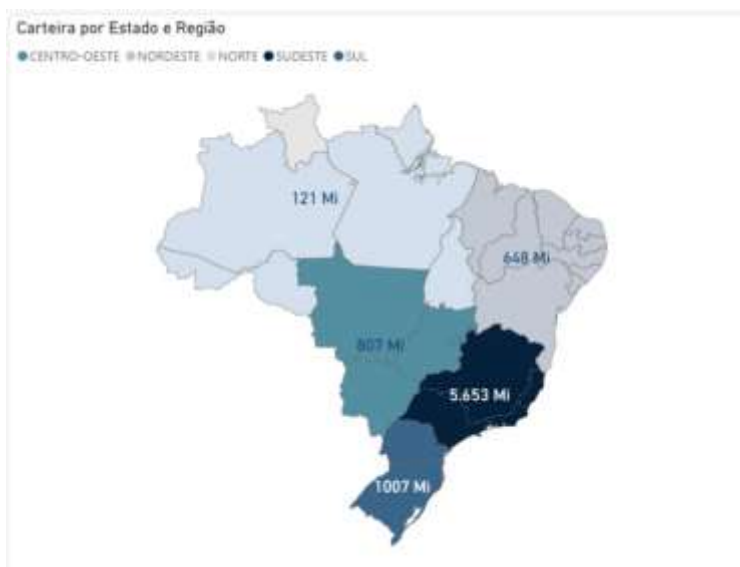 Carteira por Estado e Região
CENTRO-OESTE NORDESTE NORTE SUDESTE SUL
121 Mi
648 Mi
807 Mi
5.653 Mi
1007 Mi